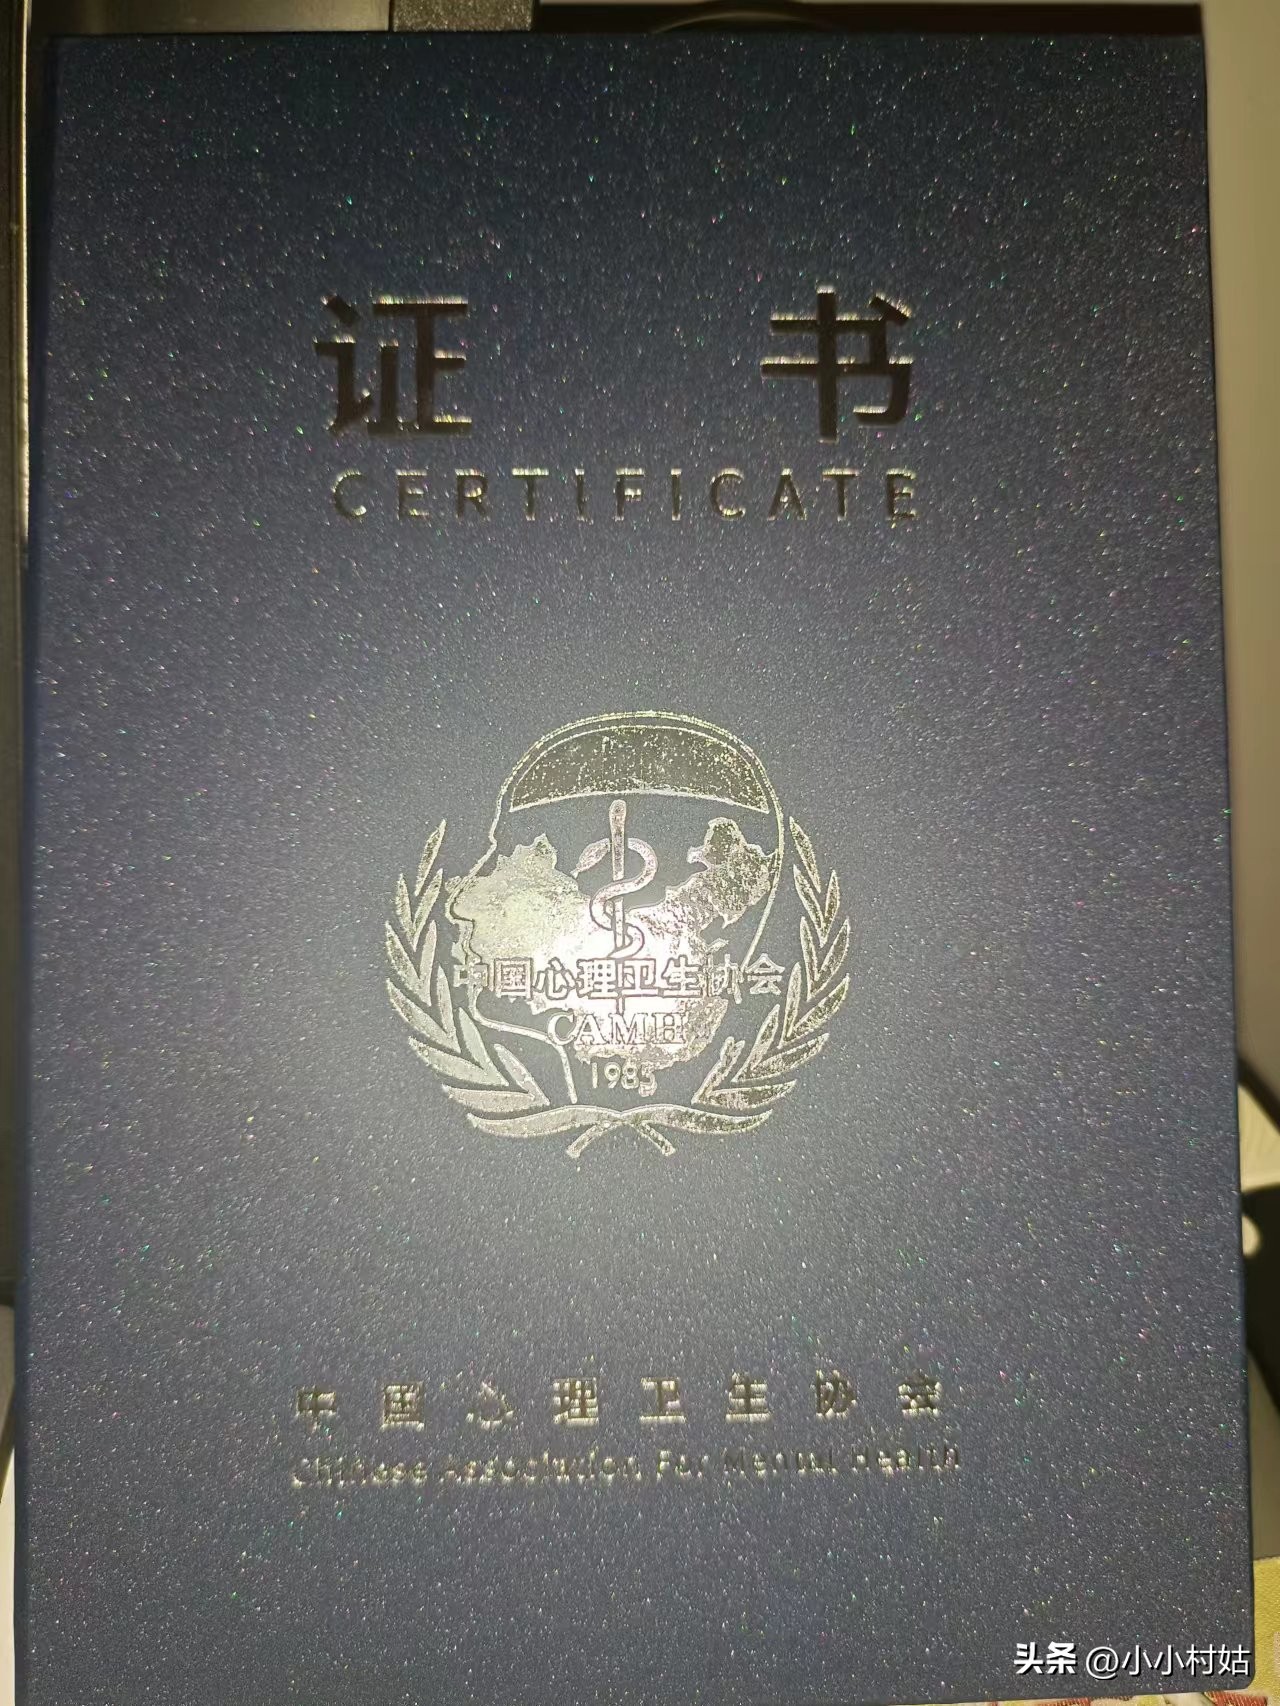 证书
CERTIFICATE
中国心理卫生协会
CAMH
1985
中国心理卫生协会
Chinese Association For Mental Health
头条 @小小村姑